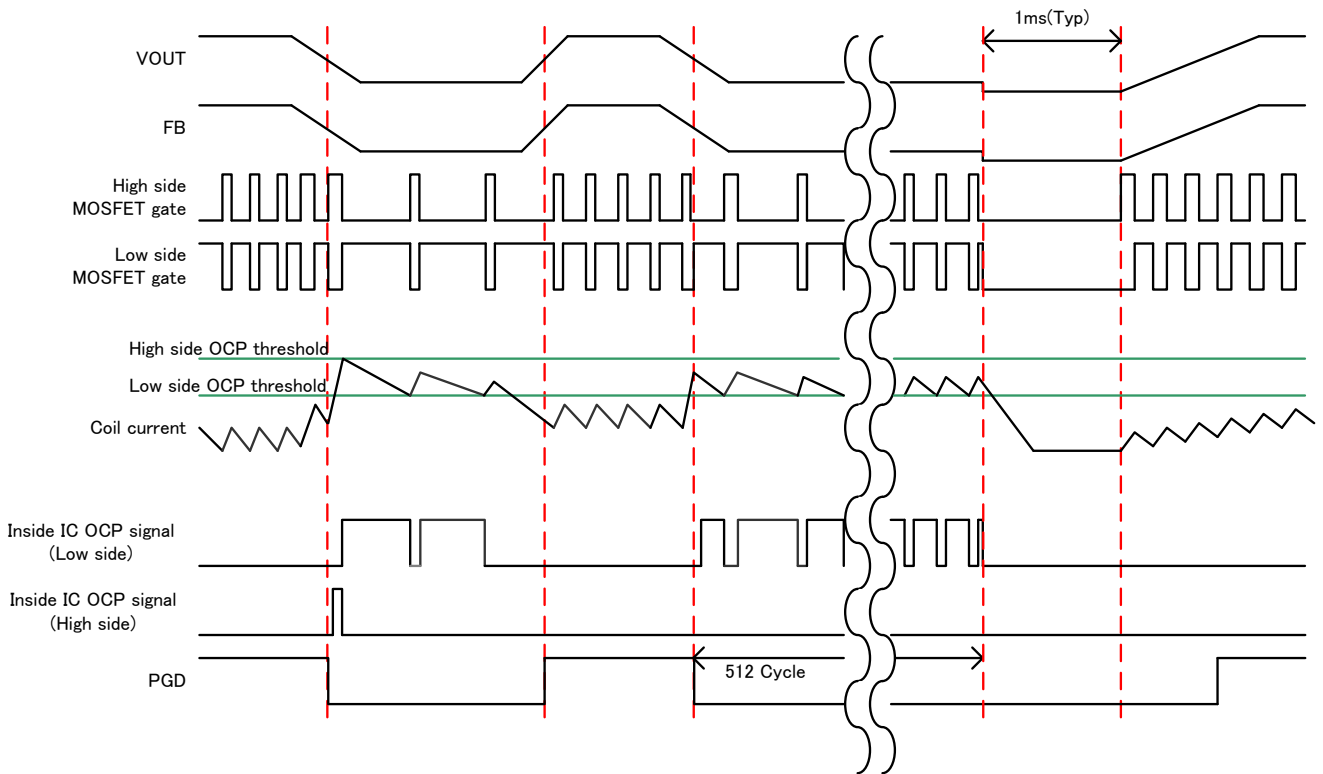 1ms(Typ)
VOUT
FB
High side
MOSFET gate
Low side
MOSFET gate
High side OCP threshold
Low side OCP threshold
Coil current
Inside IC OCP signal
(Low side)
Inside IC OCP signal
(High side)
PGD
512 Cycle